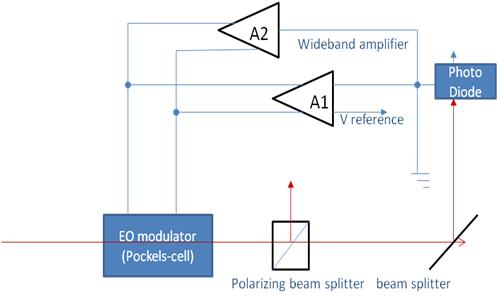 A2
Wideband amplifier
Photo
Diode
A1
V reference
EO modulator
(Pockels-cell)
Polarizing beam splitter
beam splitter